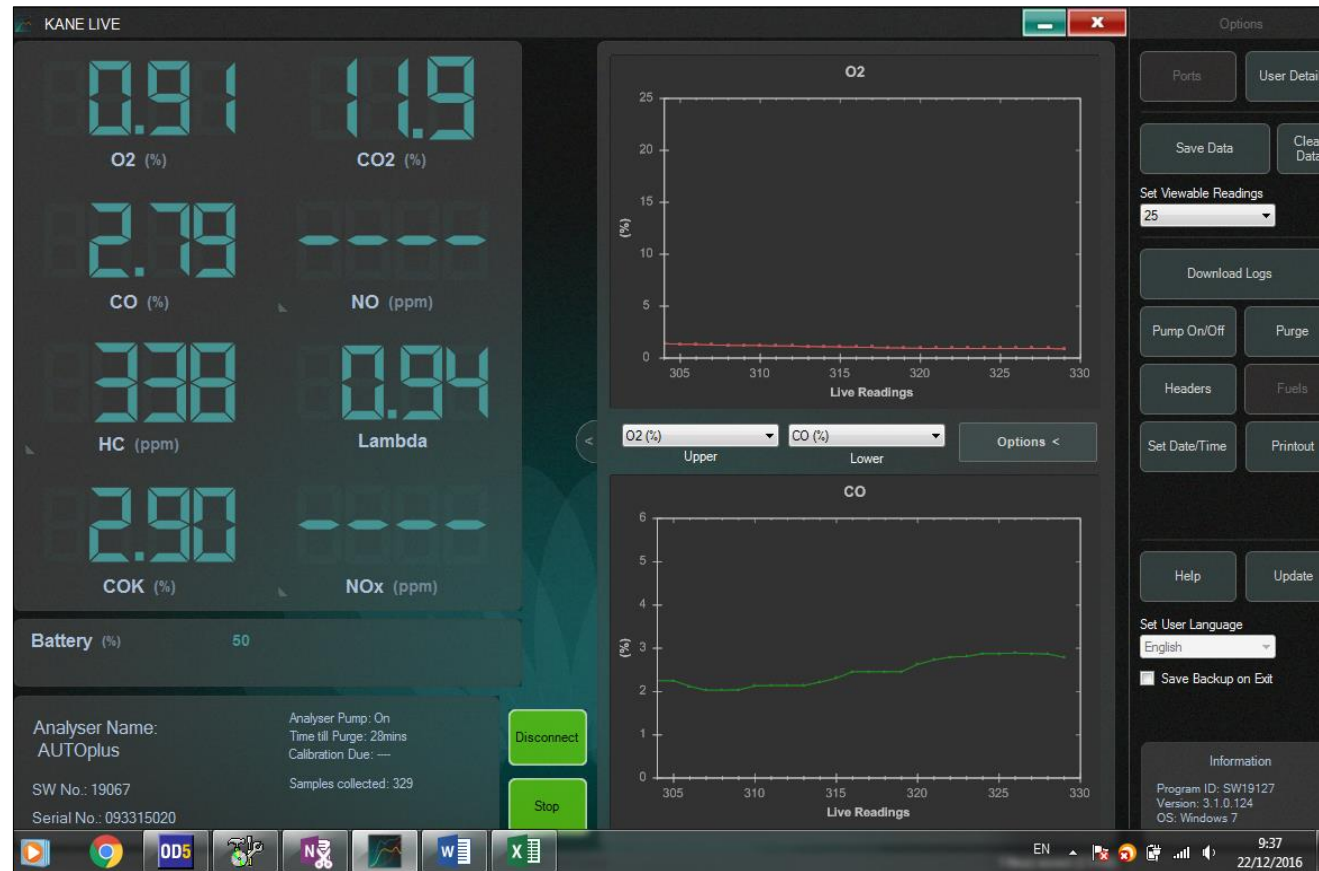 KANE LIVE
Options
0.91
11.9
O2 (%)
CO2 (%)
2.79
----
CO (%)
NO (ppm)
338
0.94
HC (ppm)
Lambda
2.90
----
COK (%)
NOx (ppm)
Battery (%) 50
Analyser Name:
AUTOplus
SW No.: 19067
Serial No.: 093315020
Analyser Pump: On
Time till Purge: 28mins
Calibration Due: ---
Samples collected: 329
Disconnect
Stop
O2
25
20
15
10
5
0
(%)
305 310 315 320 325 330
Live Readings
<
O2 (%)
Upper
CO (%)
Lower
Options <
CO
6
5
4
3
2
1
0
(%)
305 310 315 320 325 330
Live Readings
Ports
User Detai
Save Data
Clea
Data
Set Viewable Readings
25
Download Logs
Pump On/Off
Purge
Headers
Fuels
Set Date/Time
Printout
Help
Update
Set User Language
English
Save Backup on Exit
Information
Program ID: SW19127
Version: 3.1.0.124
OS: Windows 7
OD5
N
W
X
EN
9:37
22/12/2016